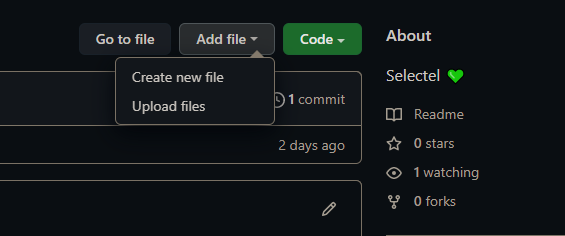 Go to file
Add file
Code
Create new file
Upload files
1 commit
2 days ago
About
Selectel 💚
Readme
0 stars
1 watching
0 forks